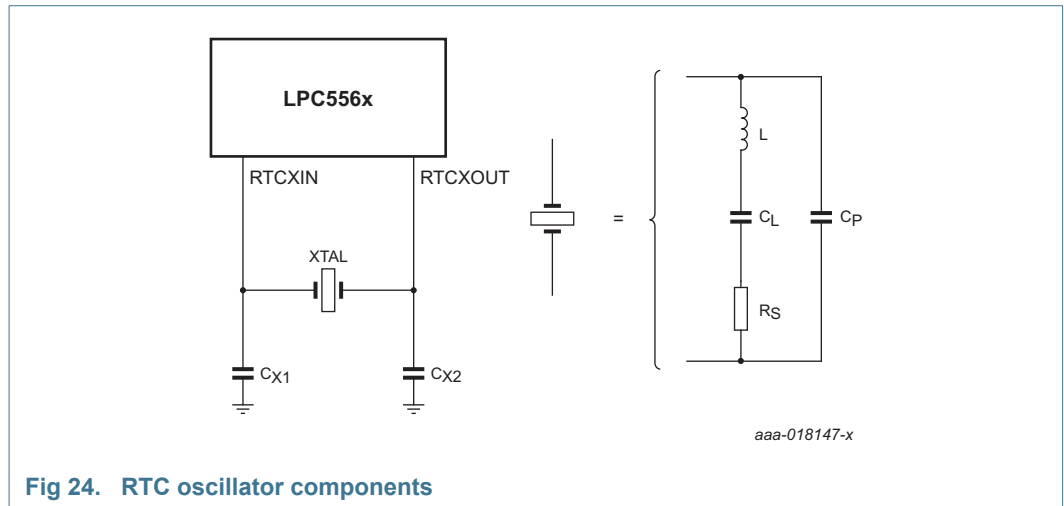 LPC556x
RTCXIN
RTCXOUT
XTAL
CX1
CX2
=
L
CL
CP
RS
aaa-018147-x
Fig 24. RTC oscillator components